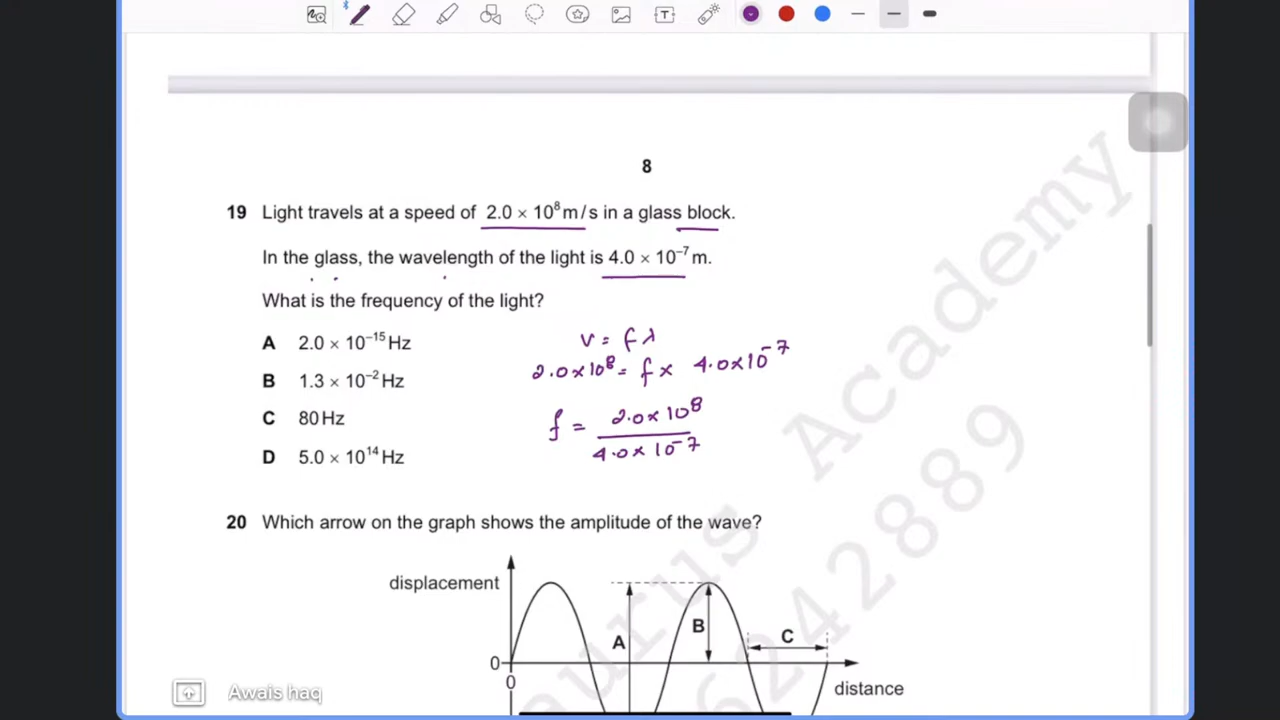 8
19 Light travels at a speed of 2.0 × 10⁸ m/s in a glass block.
In the glass, the wavelength of the light is 4.0 × 10⁻⁷ m.
What is the frequency of the light?
A 2.0 × 10⁻¹⁵ Hz
B 1.3 × 10⁻² Hz
C 80 Hz
D 5.0 × 10¹⁴ Hz
v = fλ
2.0×10⁸ = f × 4.0×10⁻⁷
f = 2.0×10⁸
4.0×10⁻⁷
20 Which arrow on the graph shows the amplitude of the wave?
displacement
A
B
C
0
0
distance
Awais haq
aurus Academy
6242889